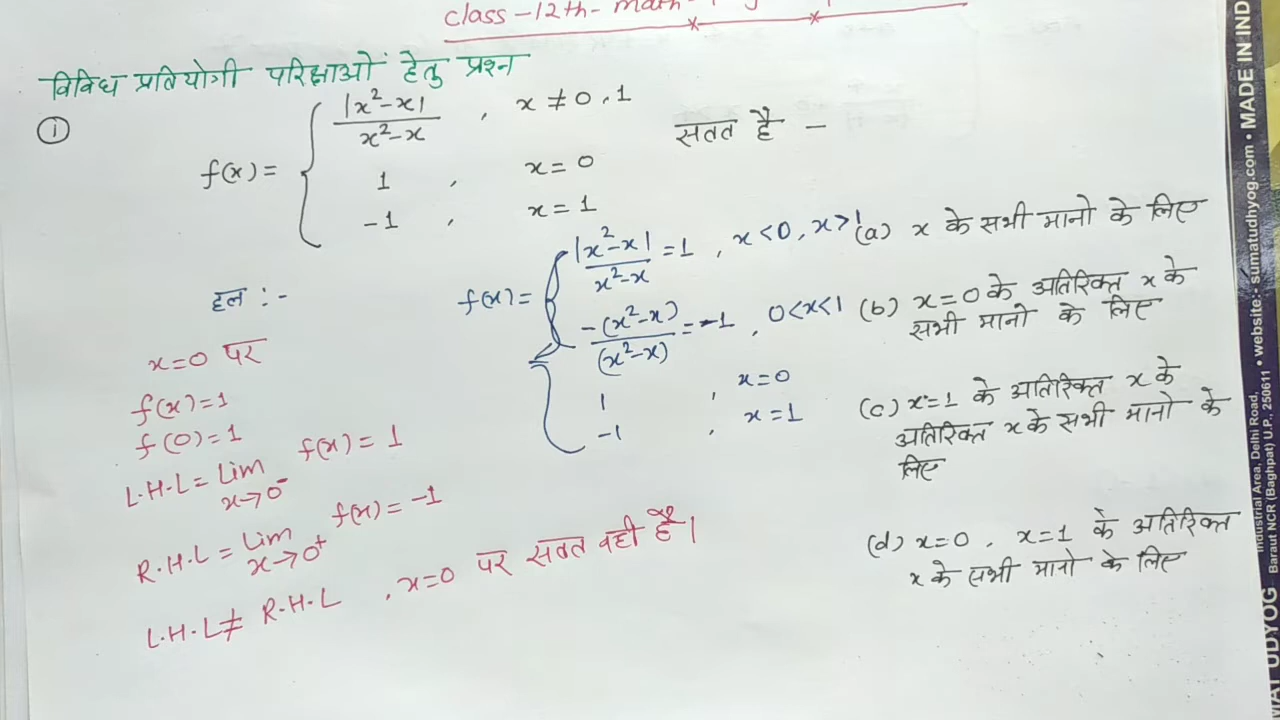 class-12th- math-
विविध प्रतियोगी परिक्षाओं हेतु प्रश्न
① f(x) = { |x²-x| / x²-x , x ≠ 0, 1
1 , x = 0
-1 , x = 1
सतत है -
(a) x के सभी मानो के लिए
(b) x=0 के अतिरिक्त x के
सभी मानो के लिए
(c) x=1 के अतिरिक्त x के
अतिरिक्त x के सभी मानो के
लिए
(d) x=0 , x=1 के अतिरिक्त
x के सभी मानो के लिए
हल :-
f(x) = { |x²-x| / x²-x = 1 , x<0, x>1
-(x²-x) / (x²-x) = -1 , 0<x<1
1 , x=0
-1 , x=1
x=0 पर
f(x)=1
f(0)=1
L.H.L = Lim x→0⁻ f(x) = 1
R.H.L = Lim x→0⁺ f(x) = -1
L.H.L ≠ R.H.L , x=0 पर सतत नही है।
UDYOG Industrial Area, Delhi Road,
Baraut NCR (Baghpat) U.P., 250611 • website:- sumatudhyog.com • MADE IN IND